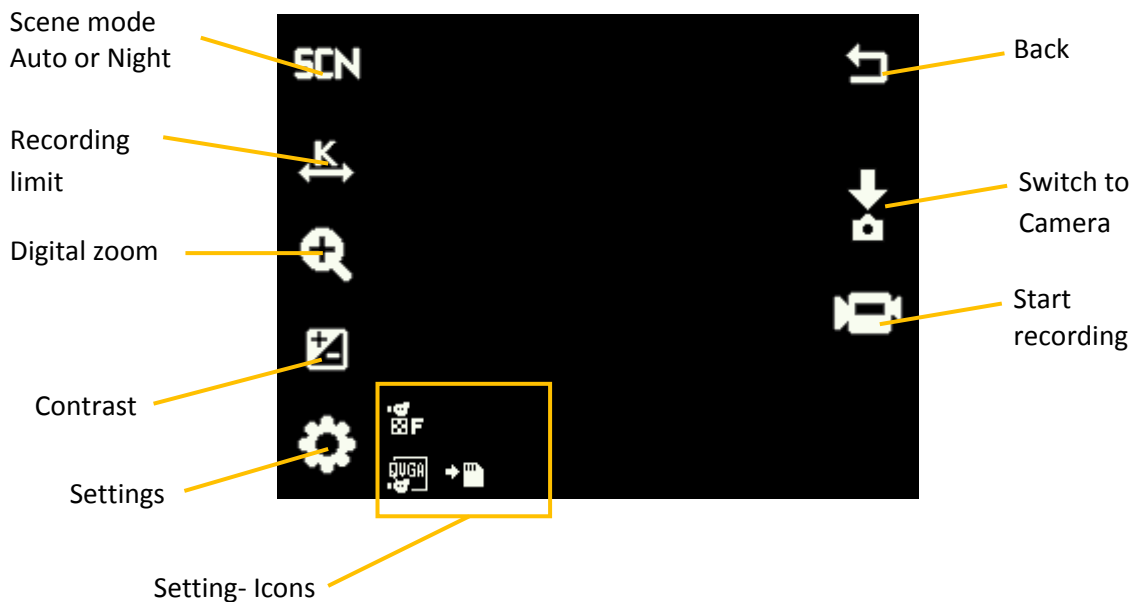 Scene mode
Auto or Night
SCN
Back
Recording
limit
K
Switch to
Camera
Digital zoom
Start
recording
Contrast
F
QVGA
Settings
Setting- Icons